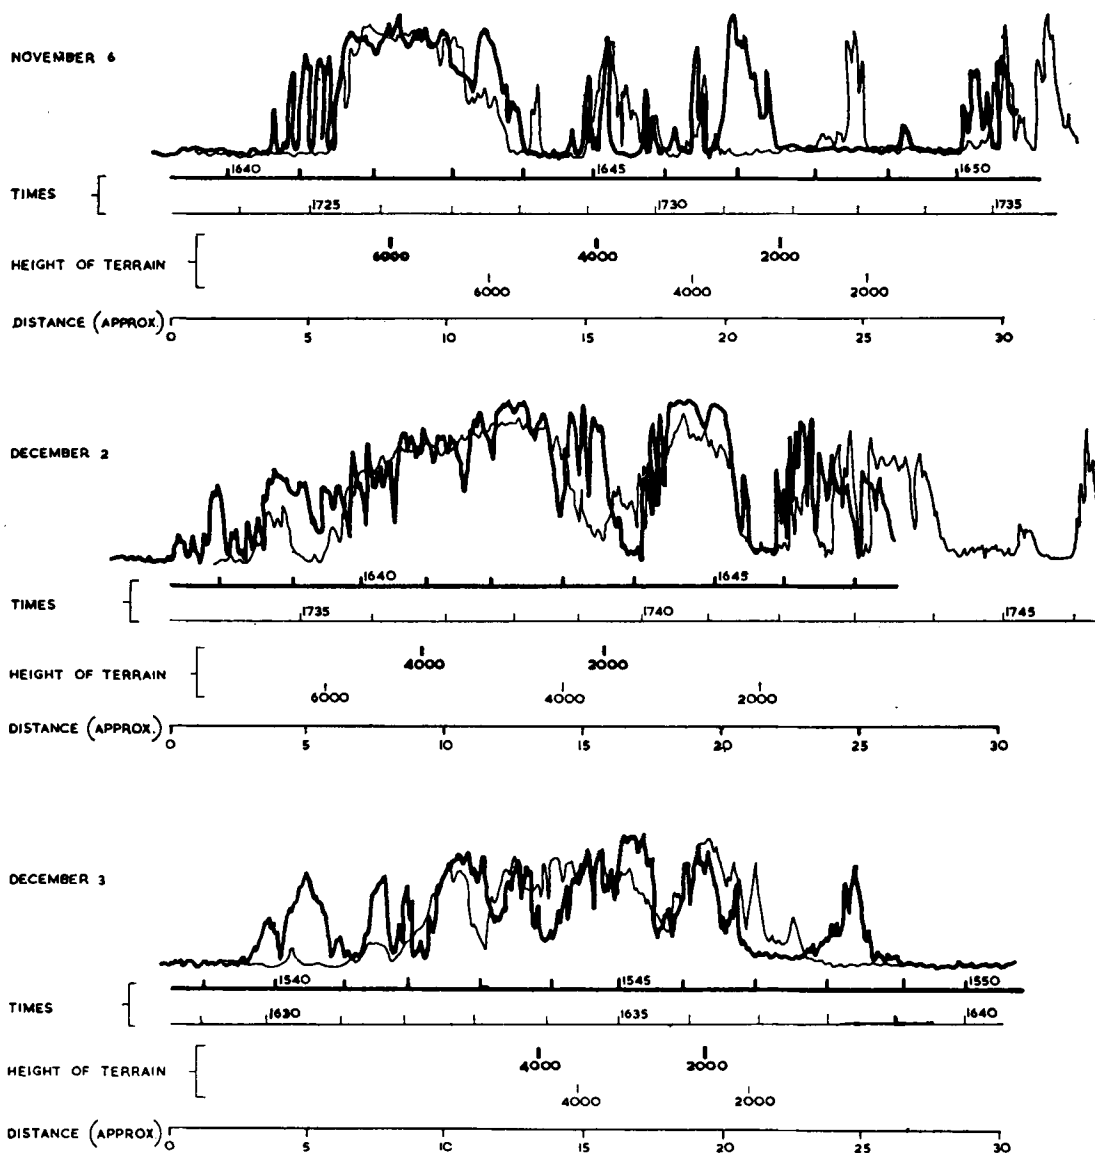 NOVEMBER 6
1640 1645 1650
TIMES
1725 1730 1735
6000 4000 2000
HEIGHT OF TERRAIN
6000 4000 2000
DISTANCE (APPROX.)
0 5 10 15 20 25 30
DECEMBER 2
1640 1645
TIMES
1735 1740 1745
4000 2000
HEIGHT OF TERRAIN
6000 4000 2000
DISTANCE (APPROX.)
0 5 10 15 20 25 30
DECEMBER 3
1540 1545 1550
TIMES
1630 1635 1640
4000 2000
HEIGHT OF TERRAIN
4000 2000
DISTANCE (APPROX)
0 5 10 15 20 25 30